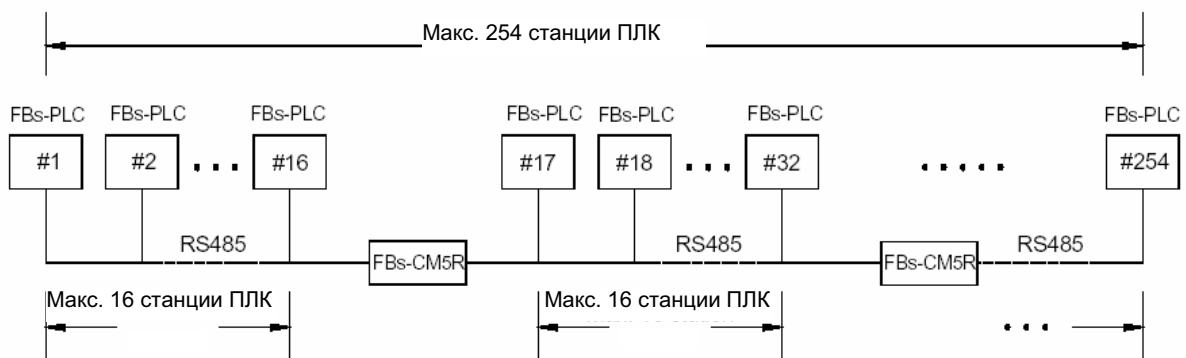 Макс. 254 станции ПЛК
FBs-PLC FBs-PLC FBs-PLC FBs-PLC FBs-PLC FBs-PLC FBs-PLC
#1 #2 #16 #17 #18 #32 #254
RS485 RS485 RS485
FBs-CM5R FBs-CM5R
Макс. 16 станции ПЛК Макс. 16 станции ПЛК